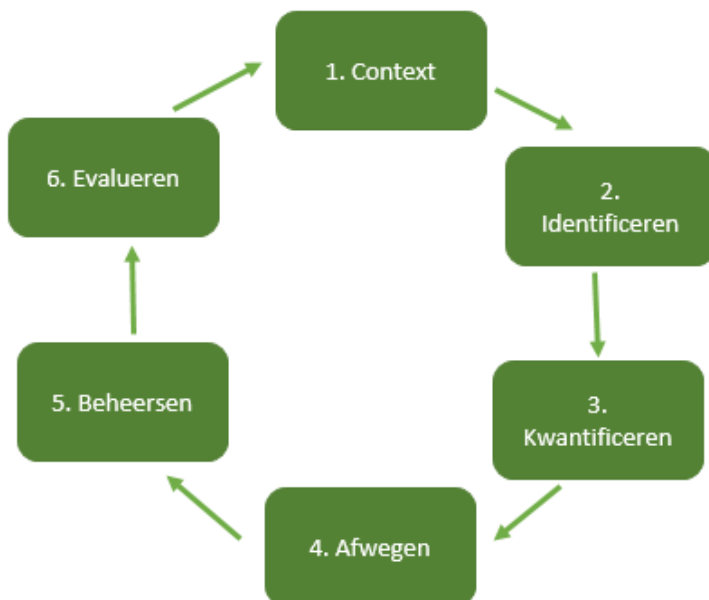 1. Context
2.
Identificeren
3.
Kwantificeren
4. Afwegen
5. Beheersen
6. Evalueren